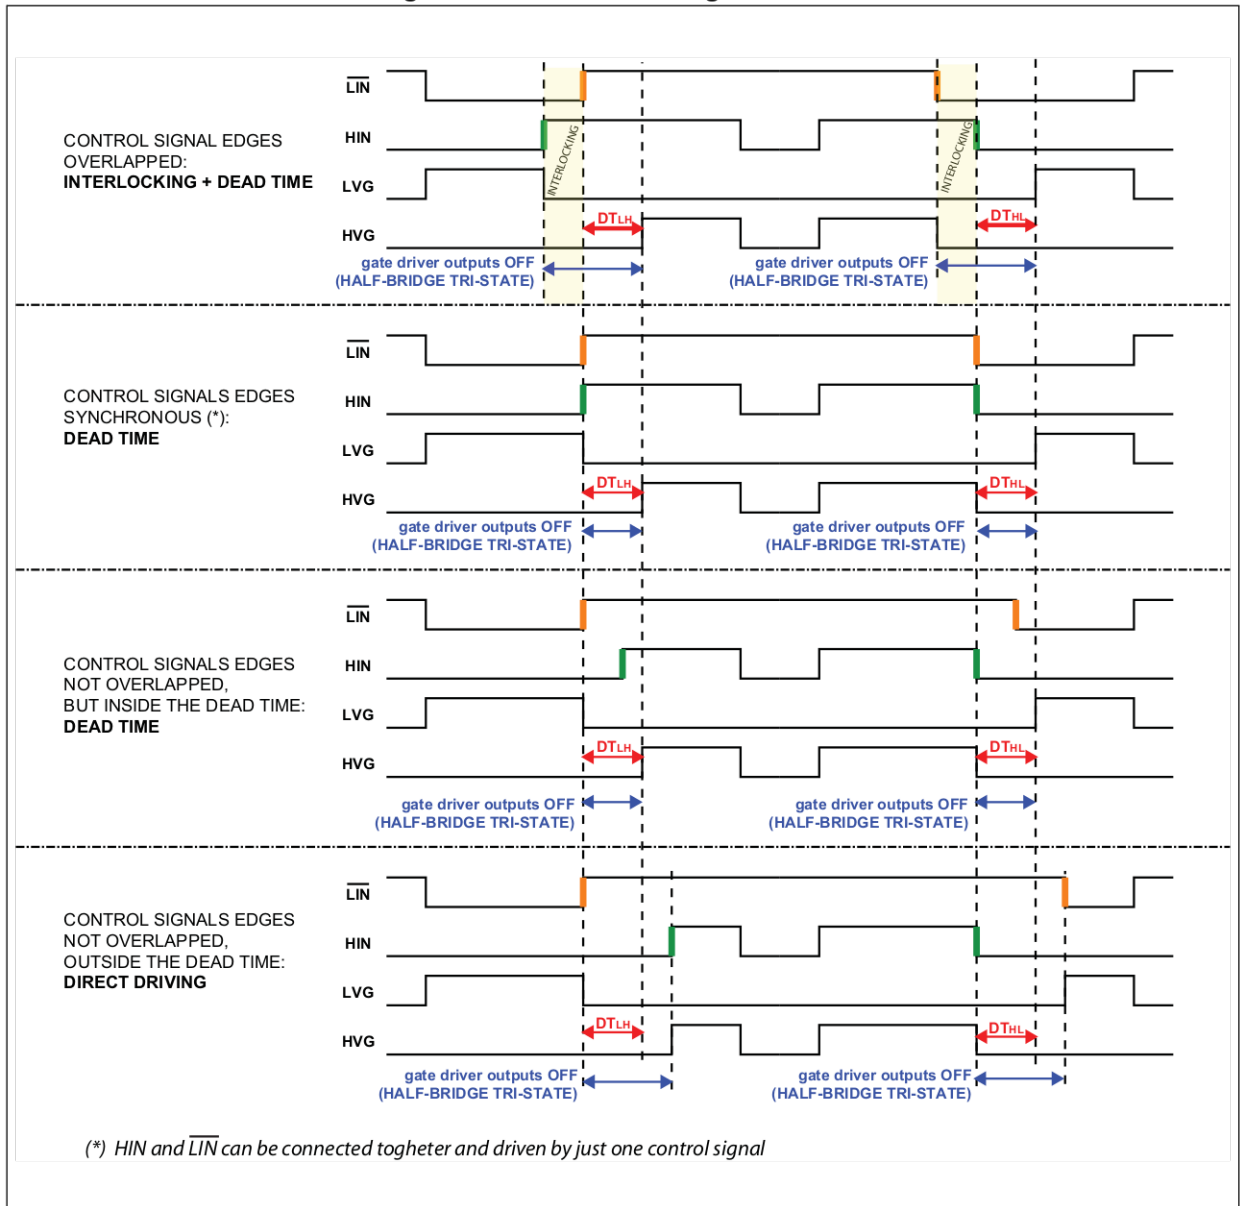 LIN
HIN
LVG
HVG
CONTROL SIGNAL EDGES
OVERLAPPED:
INTERLOCKING + DEAD TIME
INTERLOCKING
INTERLOCKING
DTLH
DTHL
gate driver outputs OFF
(HALF-BRIDGE TRI-STATE)
gate driver outputs OFF
(HALF-BRIDGE TRI-STATE)
LIN
HIN
LVG
HVG
CONTROL SIGNALS EDGES
SYNCHRONOUS (*):
DEAD TIME
DTLH
DTHL
gate driver outputs OFF
(HALF-BRIDGE TRI-STATE)
gate driver outputs OFF
(HALF-BRIDGE TRI-STATE)
LIN
HIN
LVG
HVG
CONTROL SIGNALS EDGES
NOT OVERLAPPED,
BUT INSIDE THE DEAD TIME:
DEAD TIME
DTLH
DTHL
gate driver outputs OFF
(HALF-BRIDGE TRI-STATE)
gate driver outputs OFF
(HALF-BRIDGE TRI-STATE)
LIN
HIN
LVG
HVG
CONTROL SIGNALS EDGES
NOT OVERLAPPED,
OUTSIDE THE DEAD TIME:
DIRECT DRIVING
DTLH
DTHL
gate driver outputs OFF
(HALF-BRIDGE TRI-STATE)
gate driver outputs OFF
(HALF-BRIDGE TRI-STATE)
(*) HIN and LIN can be connected togheter and driven by just one control signal